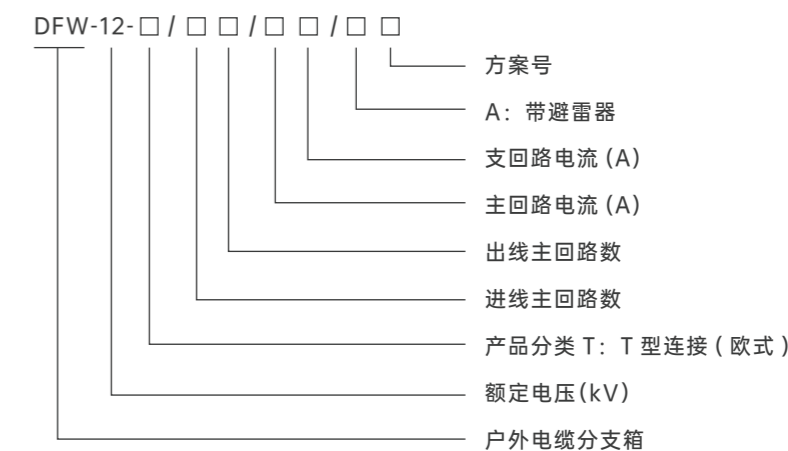 DFW-12-□/□□/□□/□□
方案号
A：带避雷器
支回路电流(A)
主回路电流(A)
出线主回路数
进线主回路数
产品分类T：T型连接(欧式)
额定电压(kV)
户外电缆分支箱